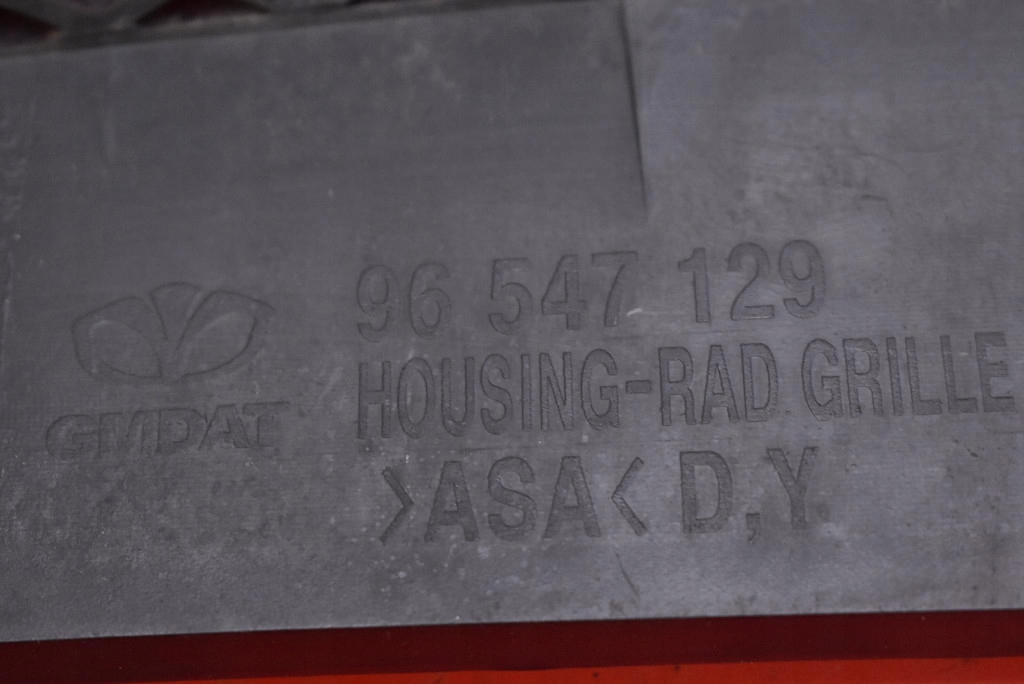 96 547 129
HOUSING-RAD GRILLE
GMDAT
>ASA< D,Y